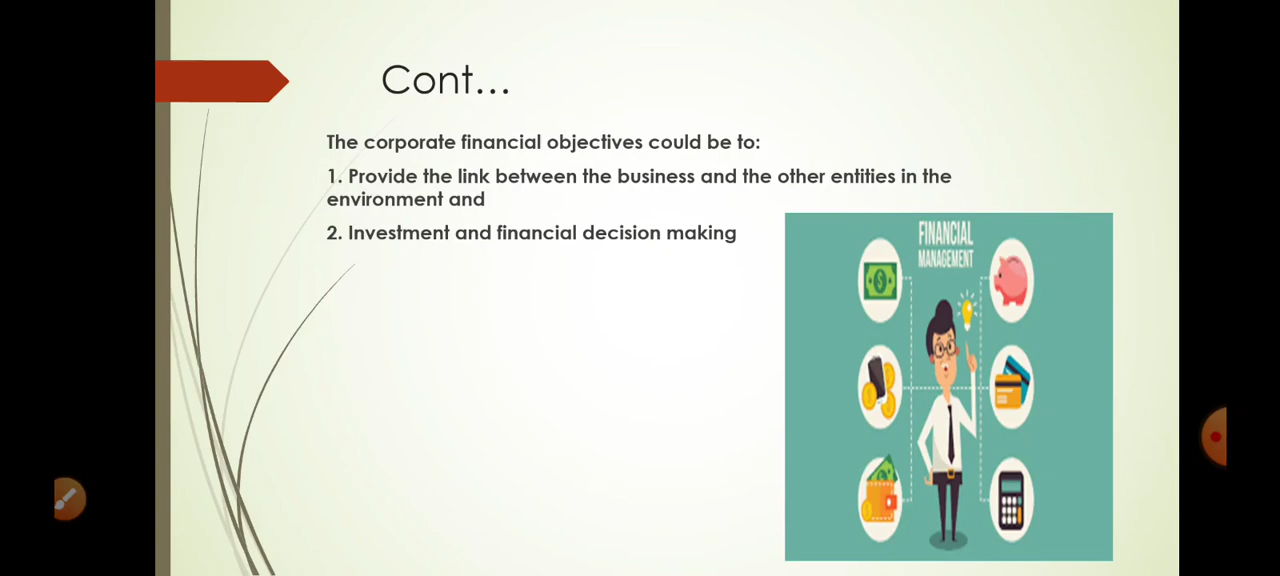 Cont...
The corporate financial objectives could be to:
1. Provide the link between the business and the other entities in the
environment and
2. Investment and financial decision making
FINANCIAL
MANAGEMENT